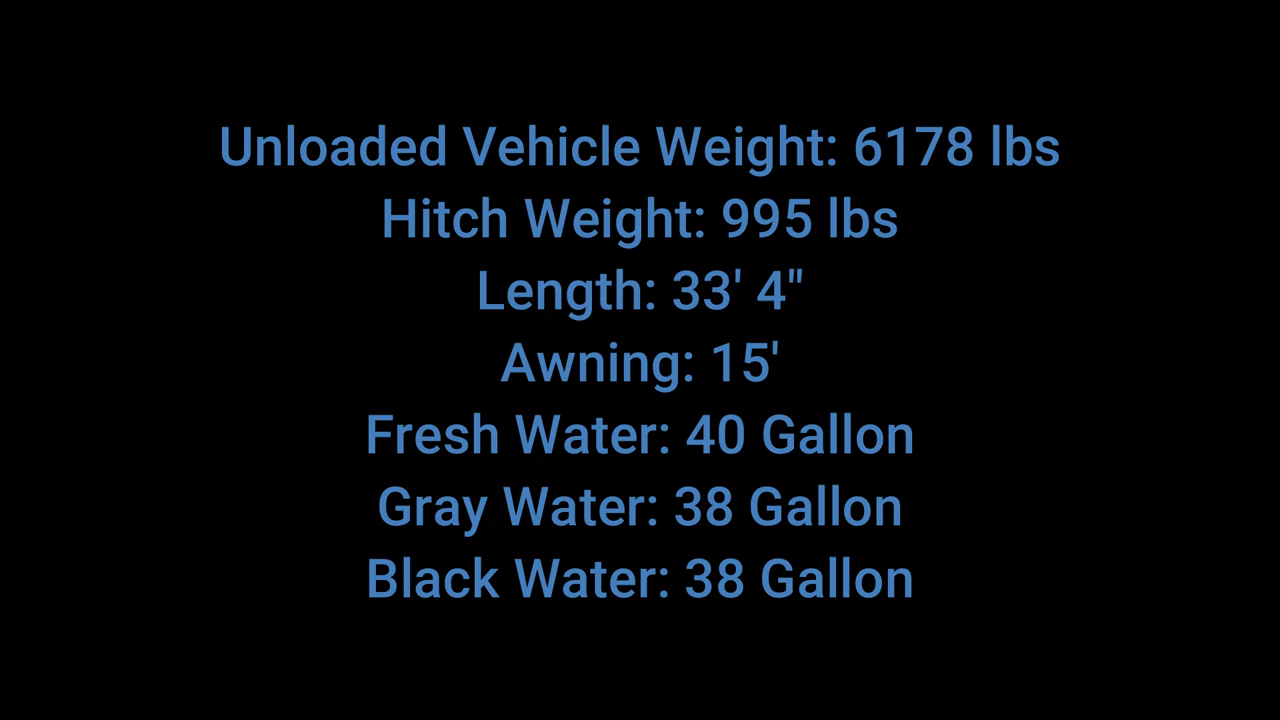 Unloaded Vehicle Weight: 6178 lbs
Hitch Weight: 995 lbs
Length: 33' 4"
Awning: 15'
Fresh Water: 40 Gallon
Gray Water: 38 Gallon
Black Water: 38 Gallon